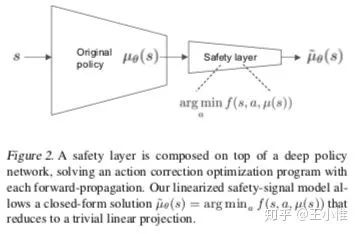 s
Original policy
μθ(s)
Safety layer
μ̃θ(s)
arg min f(s, a, μ(s))
a
Figure 2. A safety layer is composed on top of a deep policy
network, solving an action correction optimization program with
each forward-propagation. Our linearized safety-signal model al-
lows a closed-form solution μ̃θ(s) = arg minₐ f(s, a, μ(s)) that
reduces to a trivial linear projection.
知乎 @王小惟